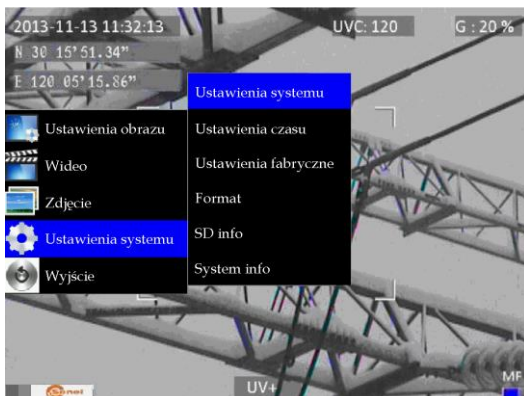 2013-11-13 11:32:13
UVC: 120
G : 20 %
N 30 15'51.34"
E 120 05'15.86"
Ustawienia obrazu
Wideo
Zdjęcie
Ustawienia systemu
Wyjście
Ustawienia systemu
Ustawienia czasu
Ustawienia fabryczne
Format
SD info
System info
Sonel
UV+
MF